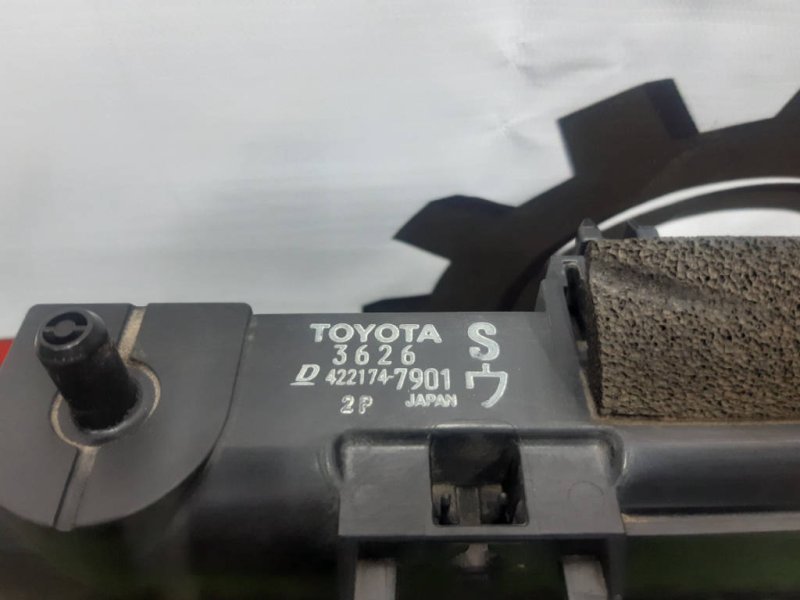 TOYOTA S
3626
D 422174-7901 ウ
2P JAPAN